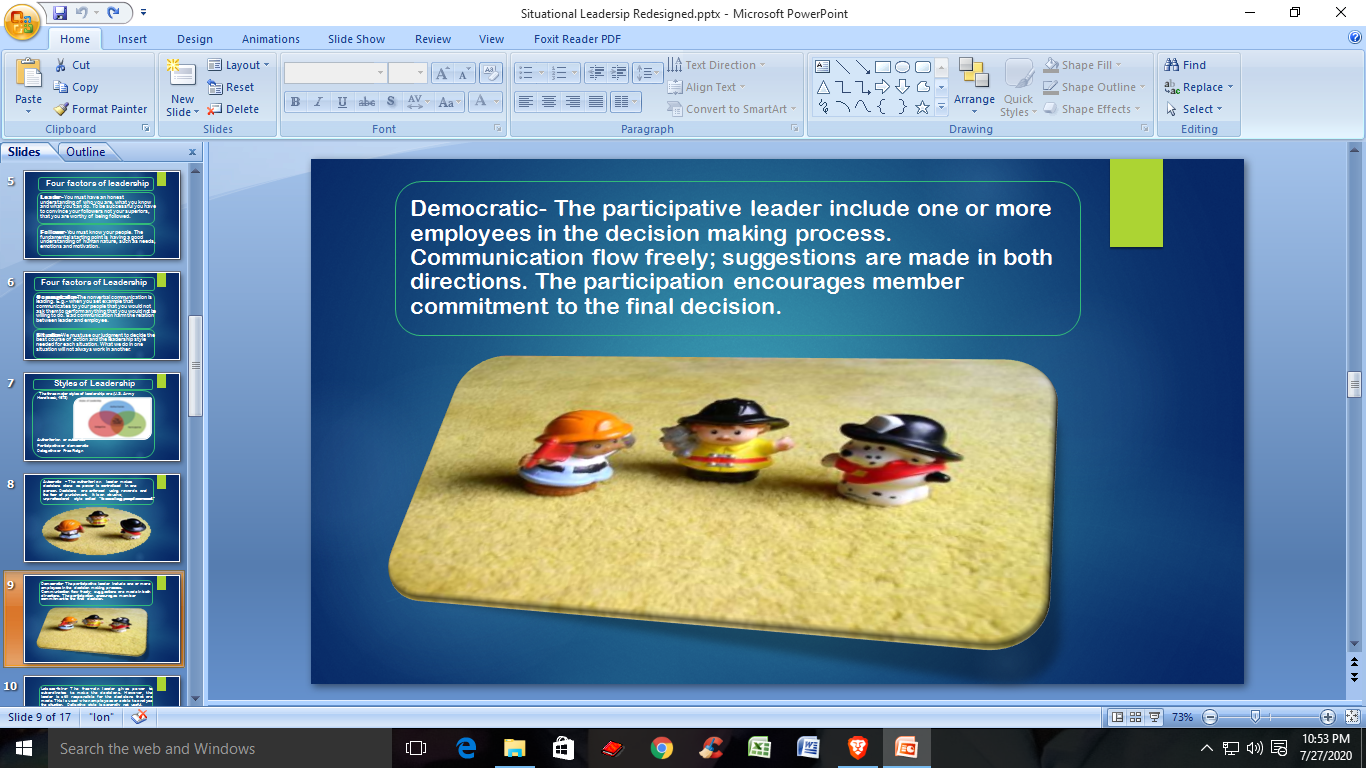 Situational Leadersip Redesigned.pptx - Microsoft PowerPoint
Home Insert Design Animations Slide Show Review View Foxit Reader PDF
Paste
Cut
Copy
Format Painter
Clipboard
New
Slide
Layout
Reset
Delete
Slides
Font
Text Direction
Align Text
Convert to SmartArt
Paragraph
Arrange
Quick
Styles
Shape Fill
Shape Outline
Shape Effects
Drawing
Find
Replace
Select
Editing
Slides Outline
5
Four factors of leadership
Leader-You must have an honest
understanding of who you are, what you know
and what you can do. To be successful you have
to convince your followers not your superiors,
that you are worthy of being followed.
Follower-You must know your people. The
fundamental starting point is having a good
understanding of human nature, such as needs,
emotions and motivation.
6
Four factors of Leadership
7
Styles of Leadership
8
9
10
Democratic- The participative leader include one or more
employees in the decision making process.
Communication flow freely; suggestions are made in both
directions. The participation encourages member
commitment to the final decision.
Slide 9 of 17 "Ion" 73%
Search the web and Windows
10:53 PM
7/27/2020